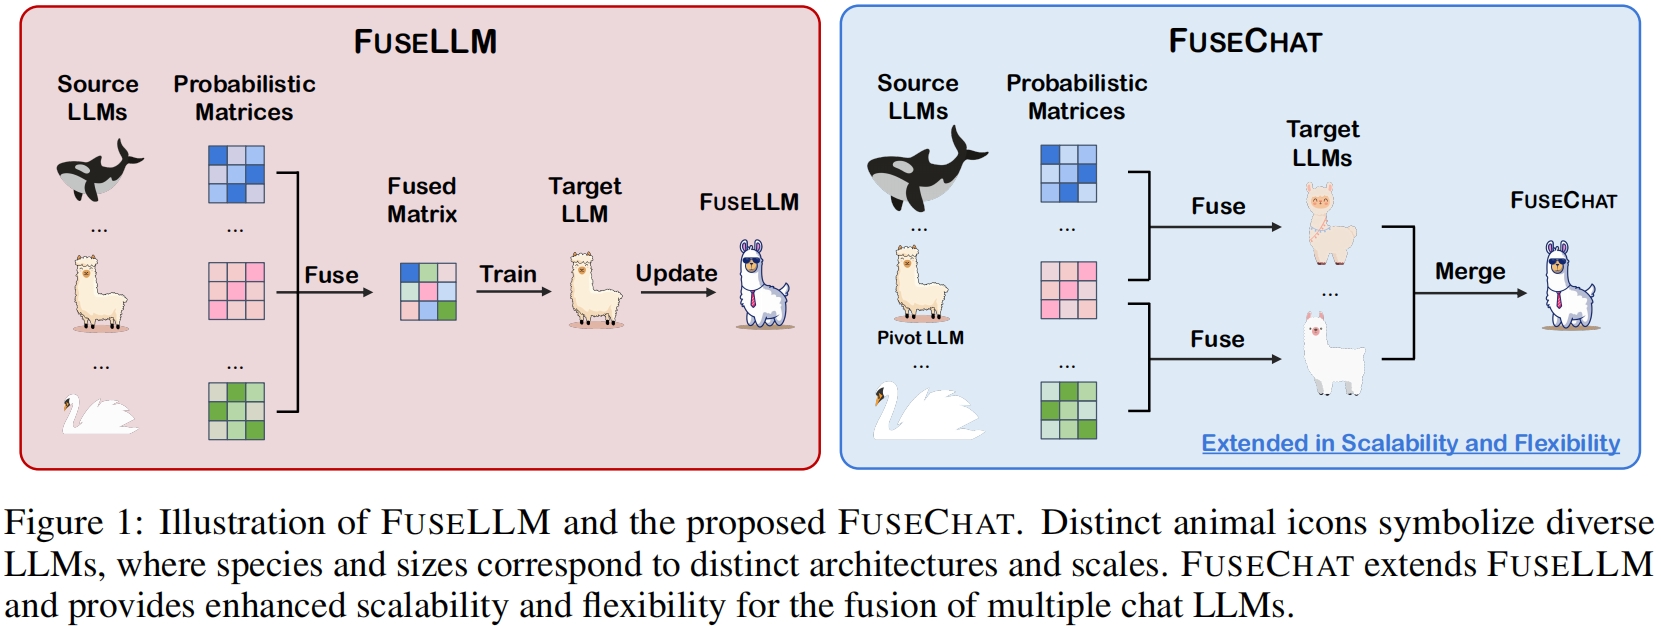 FUSELLM
Source
LLMs
Probabilistic
Matrices
...
...
...
...
Fuse
Fused
Matrix
Train
Target
LLM
Update
FUSELLM
FUSECHAT
Source
LLMs
Probabilistic
Matrices
...
...
Pivot LLM
...
...
Fuse
Fuse
Target
LLMs
...
Merge
FUSECHAT
Extended in Scalability and Flexibility
Figure 1: Illustration of FUSELLM and the proposed FUSECHAT. Distinct animal icons symbolize diverse
LLMs, where species and sizes correspond to distinct architectures and scales. FUSECHAT extends FUSELLM
and provides enhanced scalability and flexibility for the fusion of multiple chat LLMs.